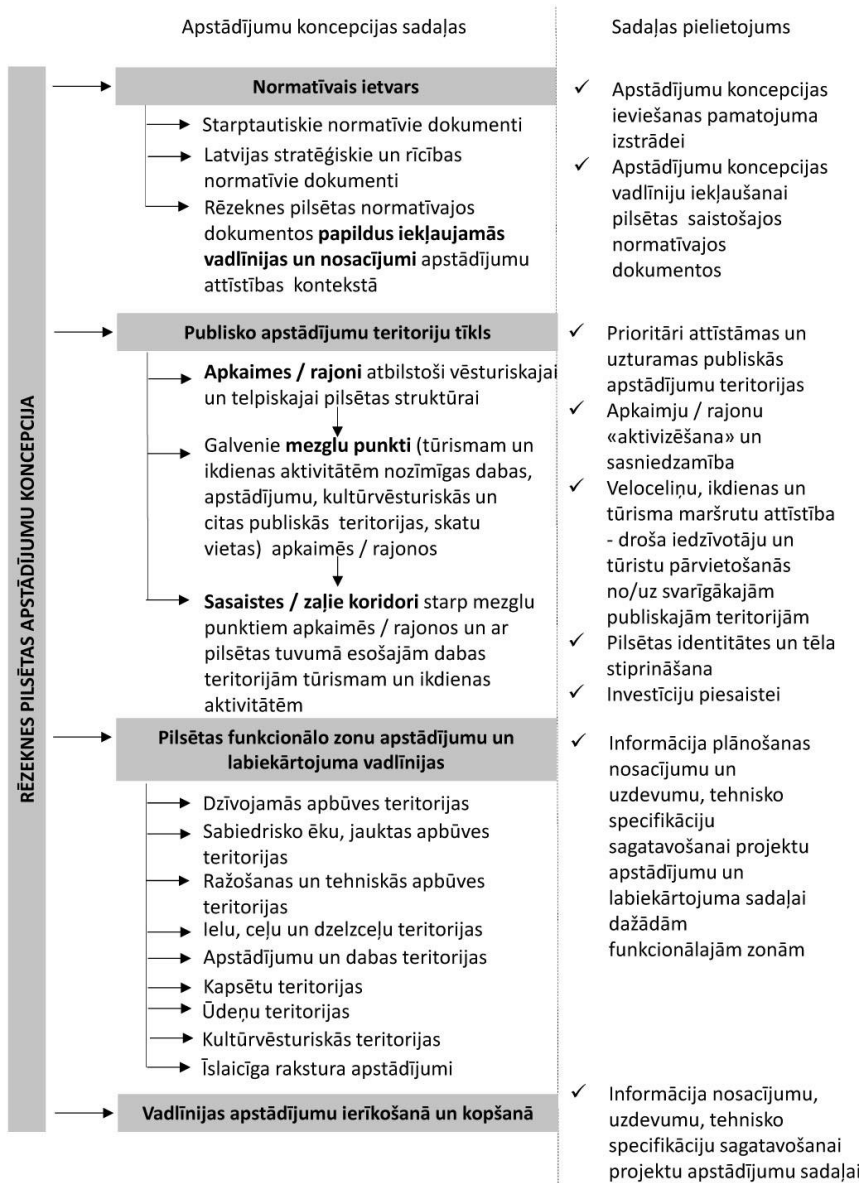 Apstādījumu koncepcijas sadaļas
Sadaļas pielietojums
RĒZEKNES PILSĒTAS APSTĀDĪJUMU KONCEPCIJA
Normatīvais ietvars
Starptautiskie normatīvie dokumenti
Latvijas stratēģiskie un rīcības
normatīvie dokumenti
Rēzeknes pilsētas normatīvajos
dokumentos papildus iekļaujamās
vadlīnijas un nosacījumi apstādījumu
attīstības kontekstā
✓ Apstādījumu koncepcijas
ieviešanas pamatojuma
izstrādei
✓ Apstādījumu koncepcijas
vadlīniju iekļaušanai
pilsētas saistošajos
normatīvajos
dokumentos
Publisko apstādījumu teritoriju tīkls
Apkaimes / rajoni atbilstoši vēsturiskajai
un telpiskajai pilsētas struktūrai
Galvenie mezglu punkti (tūrismam un
ikdienas aktivitātēm nozīmīgas dabas,
apstādījumu, kultūrvēsturiskās un
citas publiskās teritorijas, skatu
vietas) apkaimēs / rajonos
Sasaistes / zaļie koridori starp mezglu
punktiem apkaimēs / rajonos un ar
pilsētas tuvumā esošajām dabas
teritorijām tūrismam un ikdienas
aktivitātēm
✓ Prioritāri attīstāmas un
uzturamas publiskās
apstādījumu teritorijas
✓ Apkaimju / rajonu
«aktivizēšana» un
sasniedzamība
✓ Veloceliņu, ikdienas un
tūrisma maršrutu attīstība
- droša iedzīvotāju un
tūristu pārvietošanās
no/uz svarīgākajām
publiskajām teritorijām
✓ Pilsētas identitātes un tēla
stiprināšana
✓ Investīciju piesaistei
Pilsētas funkcionālo zonu apstādījumu un
labiekārtojuma vadlīnijas
Dzīvojamās apbūves teritorijas
Sabiedrisko ēku, jauktas apbūves
teritorijas
Ražošanas un tehniskās apbūves
teritorijas
Ielu, ceļu un dzelzceļu teritorijas
Apstādījumu un dabas teritorijas
Kapsētu teritorijas
Ūdeņu teritorijas
Kultūrvēsturiskās teritorijas
Īslaicīga rakstura apstādījumi
✓ Informācija plānošanas
nosacījumu un
uzdevumu, tehnisko
specifikāciju
sagatavošanai projektu
apstādījumu un
labiekārtojuma sadaļai
dažādām
funkcionālajām zonām
Vadlīnijas apstādījumu ierīkošanā un kopšanā
✓ Informācija nosacījumu,
uzdevumu, tehnisko
specifikāciju sagatavošanai
projektu apstādījumu sadaļai